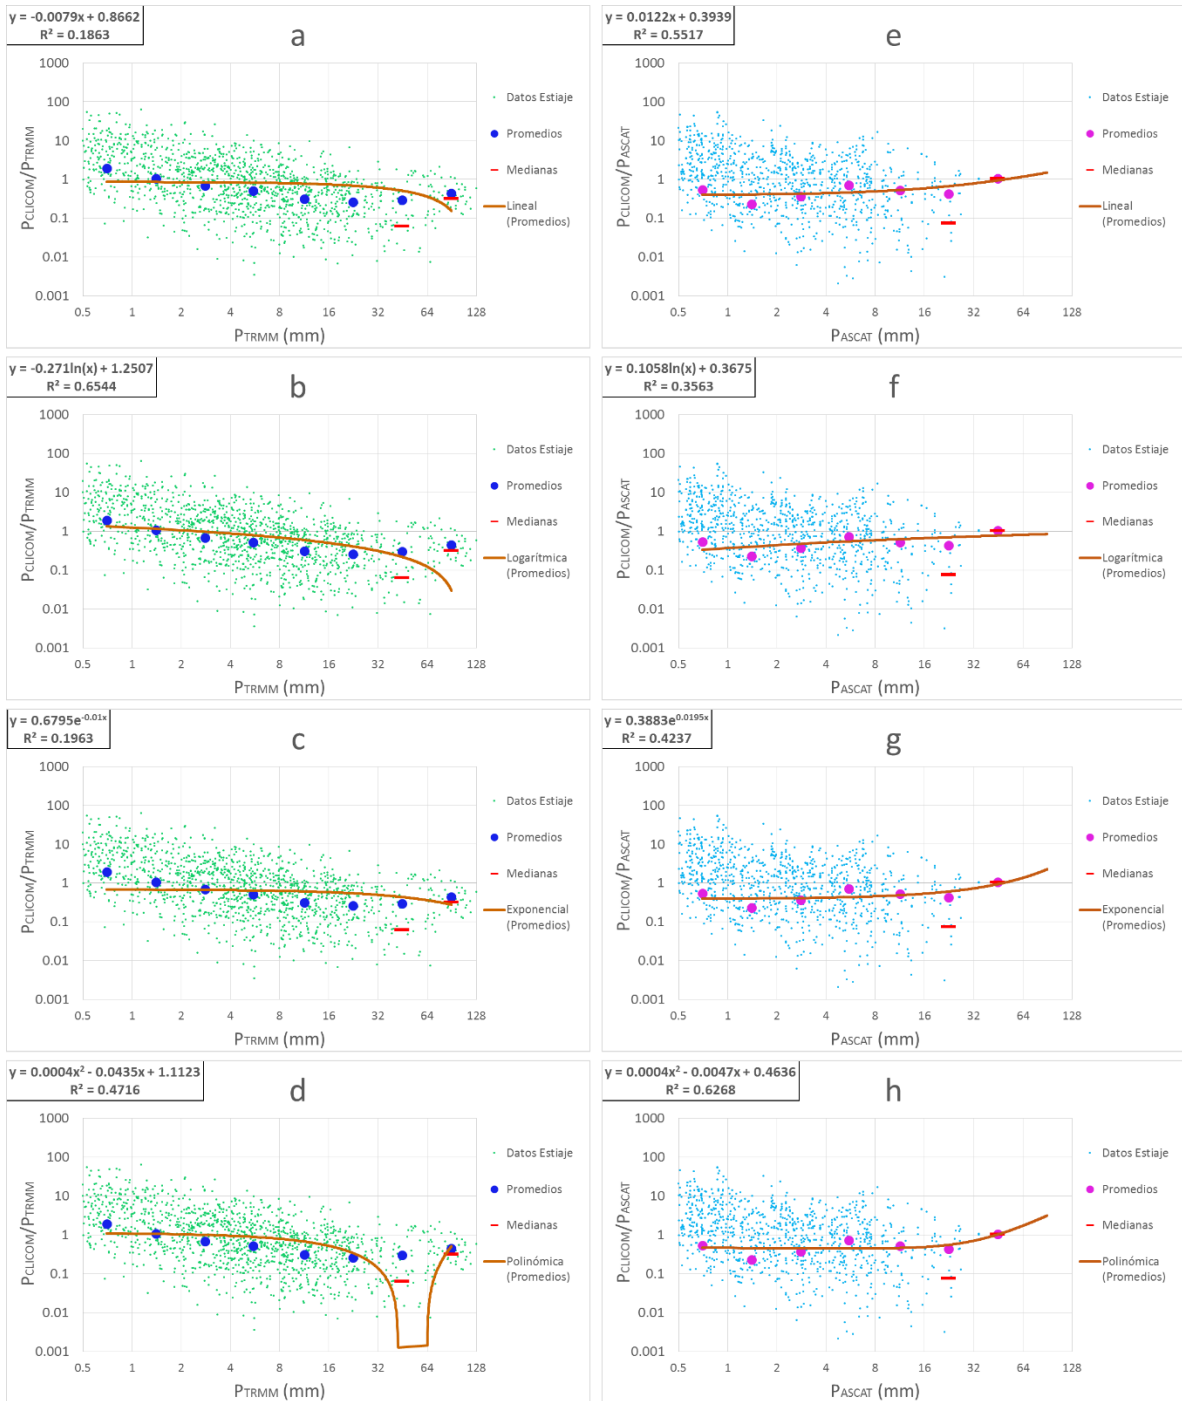 y = -0.0079x + 0.8662
R² = 0.1863
a
PCLICOM/PTRMM
1000
100
10
1
0.1
0.01
0.001
0.5 1 2 4 8 16 32 64 128
PTRMM (mm)
Datos Estiaje
Promedios
Medianas
Lineal
(Promedios)
y = 0.0122x + 0.3939
R² = 0.5517
e
PCLICOM/PASCAT
1000
100
10
1
0.1
0.01
0.001
0.5 1 2 4 8 16 32 64 128
PASCAT (mm)
Datos Estiaje
Promedios
Medianas
Lineal
(Promedios)
y = -0.271ln(x) + 1.2507
R² = 0.6544
b
PCLICOM/PTRMM
1000
100
10
1
0.1
0.01
0.001
0.5 1 2 4 8 16 32 64 128
PTRMM (mm)
Datos Estiaje
Promedios
Medianas
Logarítmica
(Promedios)
y = 0.1058ln(x) + 0.3675
R² = 0.3563
f
PCLICOM/PASCAT
1000
100
10
1
0.1
0.01
0.001
0.5 1 2 4 8 16 32 64 128
PASCAT (mm)
Datos Estiaje
Promedios
Medianas
Logarítmica
(Promedios)
y = 0.6795e^-0.01x
R² = 0.1963
c
PCLICOM/PTRMM
1000
100
10
1
0.1
0.01
0.001
0.5 1 2 4 8 16 32 64 128
PTRMM (mm)
Datos Estiaje
Promedios
Medianas
Exponencial
(Promedios)
y = 0.3883e^0.0195x
R² = 0.4237
g
PCLICOM/PASCAT
1000
100
10
1
0.1
0.01
0.001
0.5 1 2 4 8 16 32 64 128
PASCAT (mm)
Datos Estiaje
Promedios
Medianas
Exponencial
(Promedios)
y = 0.0004x² - 0.0435x + 1.1123
R² = 0.4716
d
PCLICOM/PTRMM
1000
100
10
1
0.1
0.01
0.001
0.5 1 2 4 8 16 32 64 128
PTRMM (mm)
Datos Estiaje
Promedios
Medianas
Polinómica
(Promedios)
y = 0.0004x² - 0.0047x + 0.4636
R² = 0.6268
h
PCLICOM/PASCAT
1000
100
10
1
0.1
0.01
0.001
0.5 1 2 4 8 16 32 64 128
PASCAT (mm)
Datos Estiaje
Promedios
Medianas
Polinómica
(Promedios)